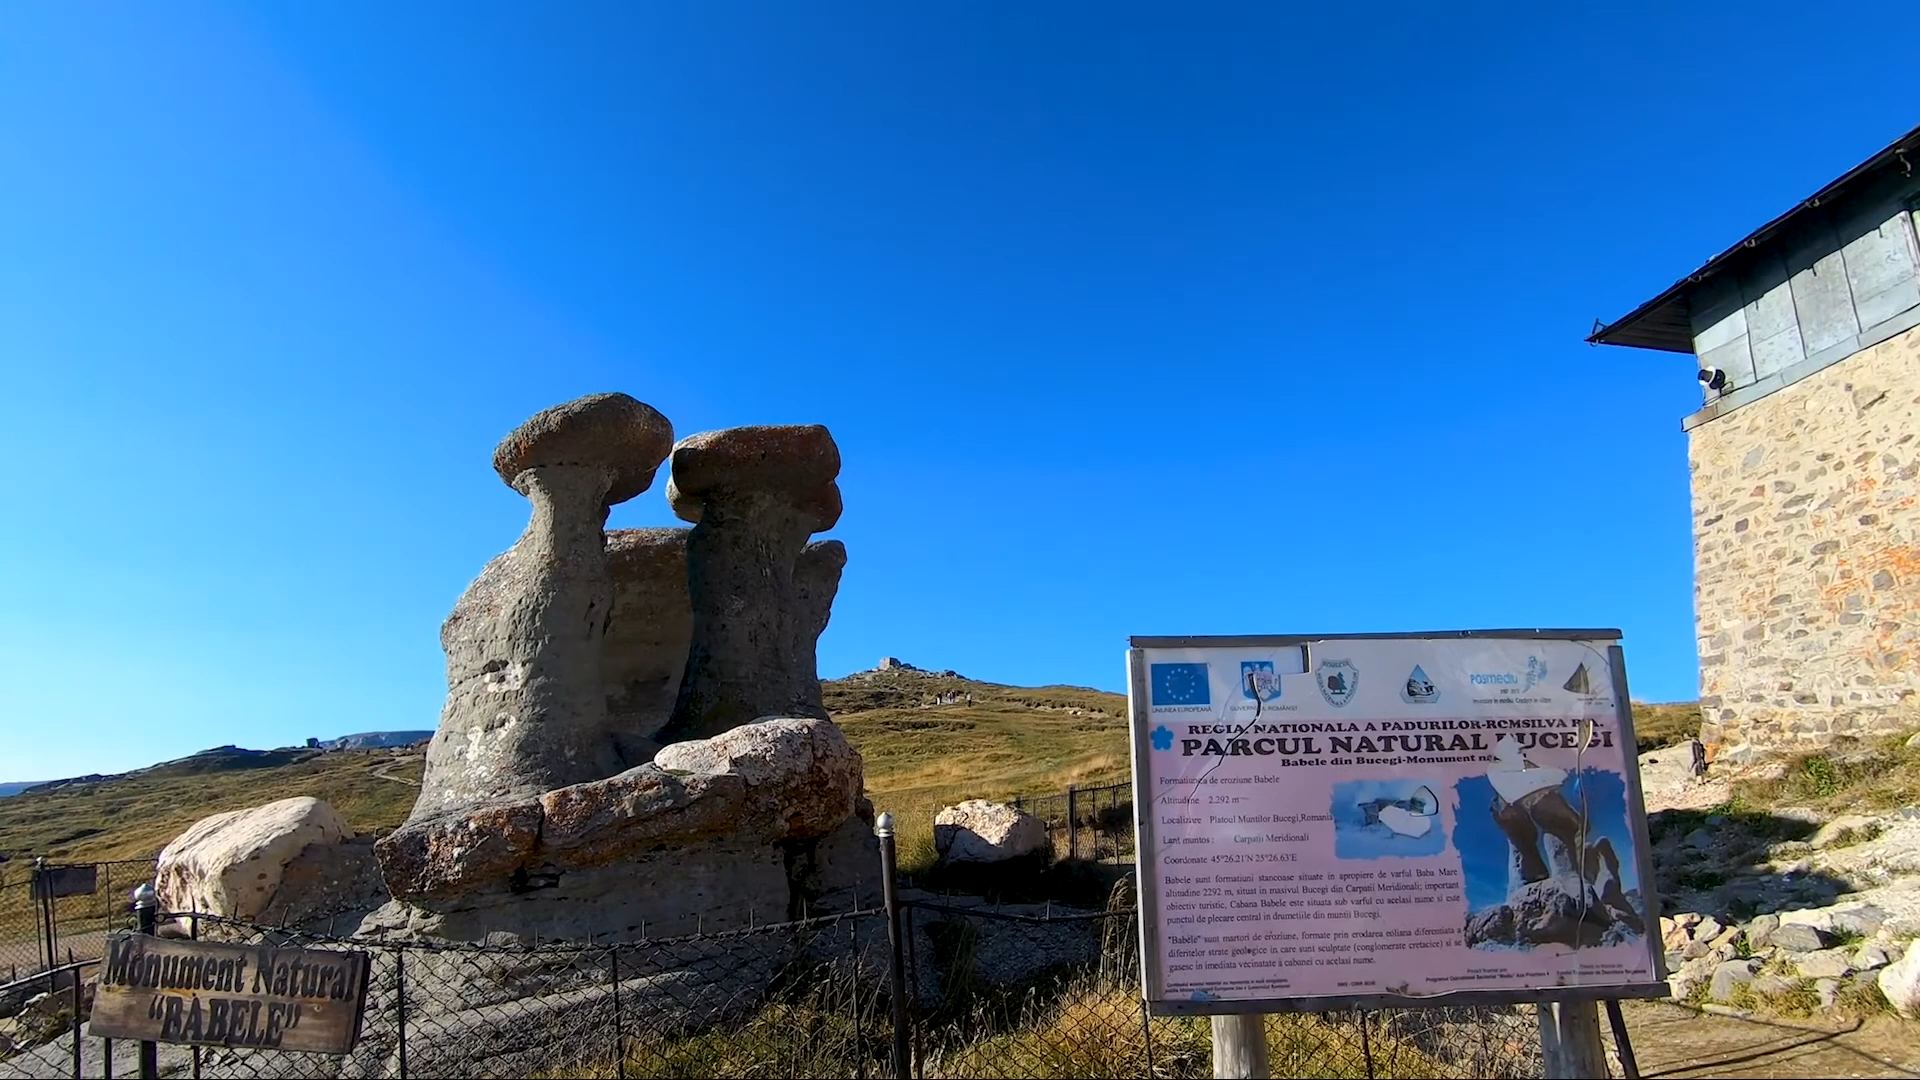 Monument Natural
"BABELE"
UNIUNEA EUROPEANĂ
GUVERNUL ROMÂNIEI
POSmediu
REGIA NATIONALA A PADURILOR-ROMSILVA R.A.
PARCUL NATURAL BUCEGI
Babele din Bucegi-Monument
Formatiunea de eroziune Babele
Altitudine 2.292 m
Localizare Platoul Muntilor Bucegi,Romania
Lant muntos : Carpatii Meridionali
Coordonate 45°26.21'N 25°26.63'E
Babele sunt formatiuni stancoase situate in apropiere de varful Baba Mare
altitudine 2292 m, situat in masivul Bucegi din Carpatii Meridionali; important
obiectiv turistic, Cabana Babele este situata sub varful cu acelasi nume si este
punctul de plecare central in drumetiile din muntii Bucegi.
"Babele" sunt martori de eroziune, formate prin erodarea eoliana diferentiata a
diferitelor strate geologice in care sunt sculptate (conglomerate cretacice) si se
gasesc in imediata vecinatate a cabanei cu acelasi nume.